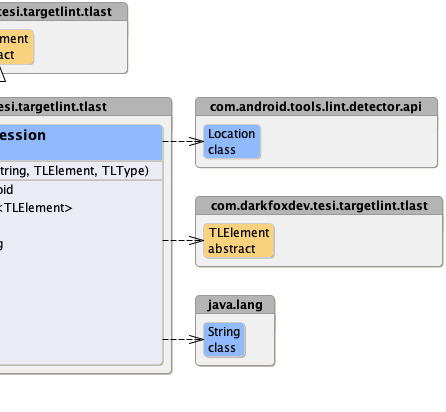 tesi.targetlint.tlast
ment
act
esi.targetlint.tlast
ession
tring, TLElement, TLType)
oid
<TLElement>
g
com.android.tools.lint.detector.api
Location
class
com.darkfoxdev.tesi.targetlint.tlast
TLElement
abstract
java.lang
String
class